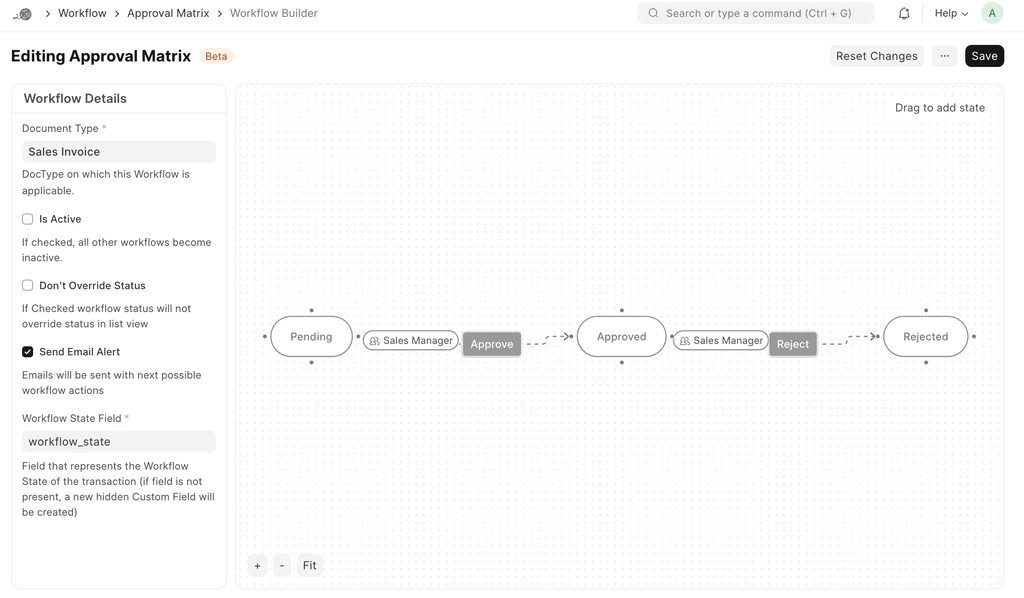 Workflow
Approval Matrix
Workflow Builder
Search or type a command (Ctrl + G)
Help
A
Editing Approval Matrix
Beta
Reset Changes
...
Save
Workflow Details
Document Type *
Sales Invoice
DocType on which this Workflow is
applicable.
Is Active
If checked, all other workflows become
inactive.
Don't Override Status
If Checked workflow status will not
override status in list view
Send Email Alert
Emails will be sent with next possible
workflow actions
Workflow State Field *
workflow_state
Field that represents the Workflow
State of the transaction (if field is not
present, a new hidden Custom Field will
be created)
Drag to add state
Pending
Sales Manager
Approve
Approved
Sales Manager
Reject
Rejected
+
-
Fit